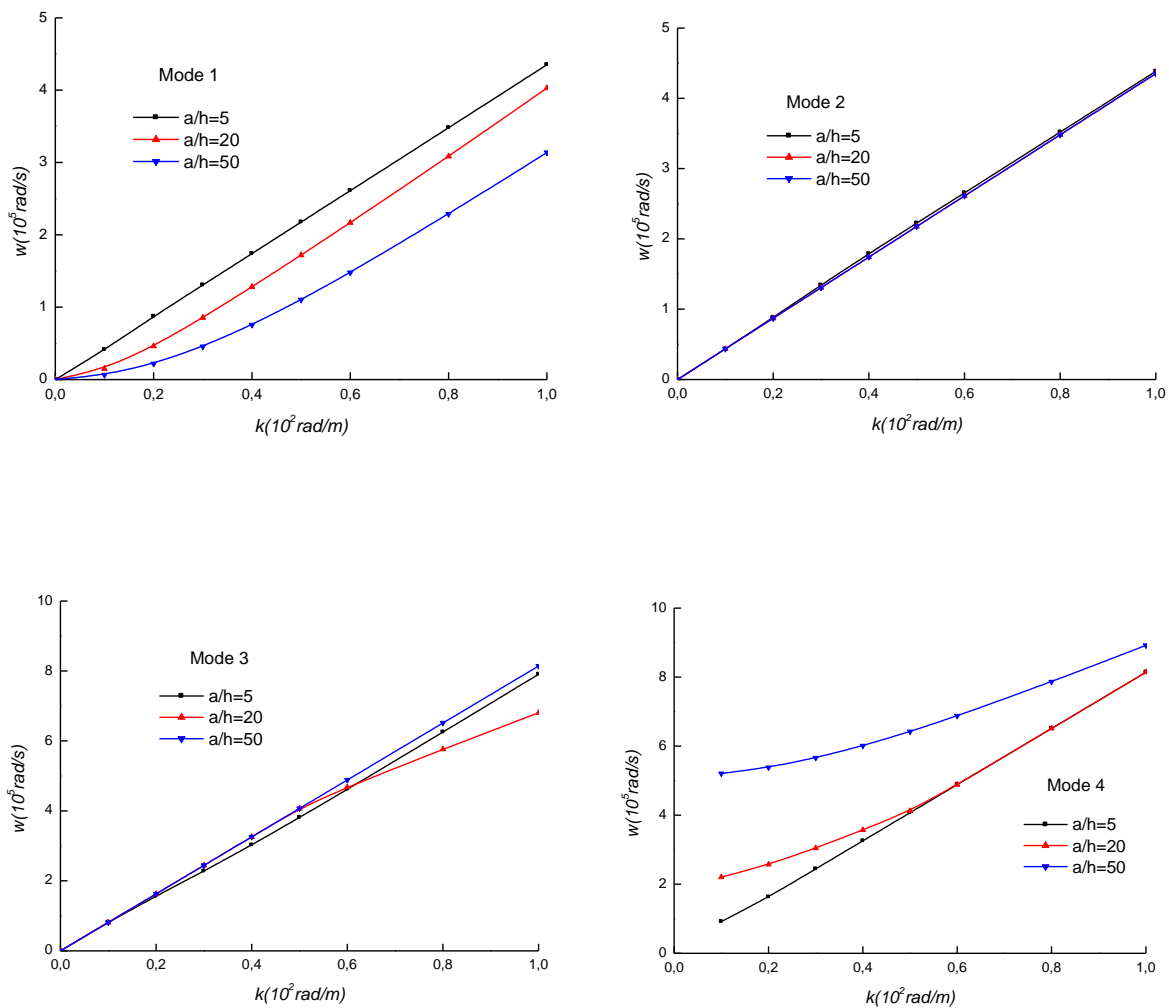 5
4
3
2
1
0
w(10⁵rad/s)
Mode 1
a/h=5
a/h=20
a/h=50
0,0 0,2 0,4 0,6 0,8 1,0
k(10²rad/m)
5
4
3
2
1
0
w(10⁵rad/s)
Mode 2
a/h=5
a/h=20
a/h=50
0,0 0,2 0,4 0,6 0,8 1,0
k(10²rad/m)
10
8
6
4
2
0
w(10⁵rad/s)
Mode 3
a/h=5
a/h=20
a/h=50
0,0 0,2 0,4 0,6 0,8 1,0
k(10²rad/m)
10
8
6
4
2
0
w(10⁵rad/s)
Mode 4
a/h=5
a/h=20
a/h=50
0,0 0,2 0,4 0,6 0,8 1,0
k(10²rad/m)